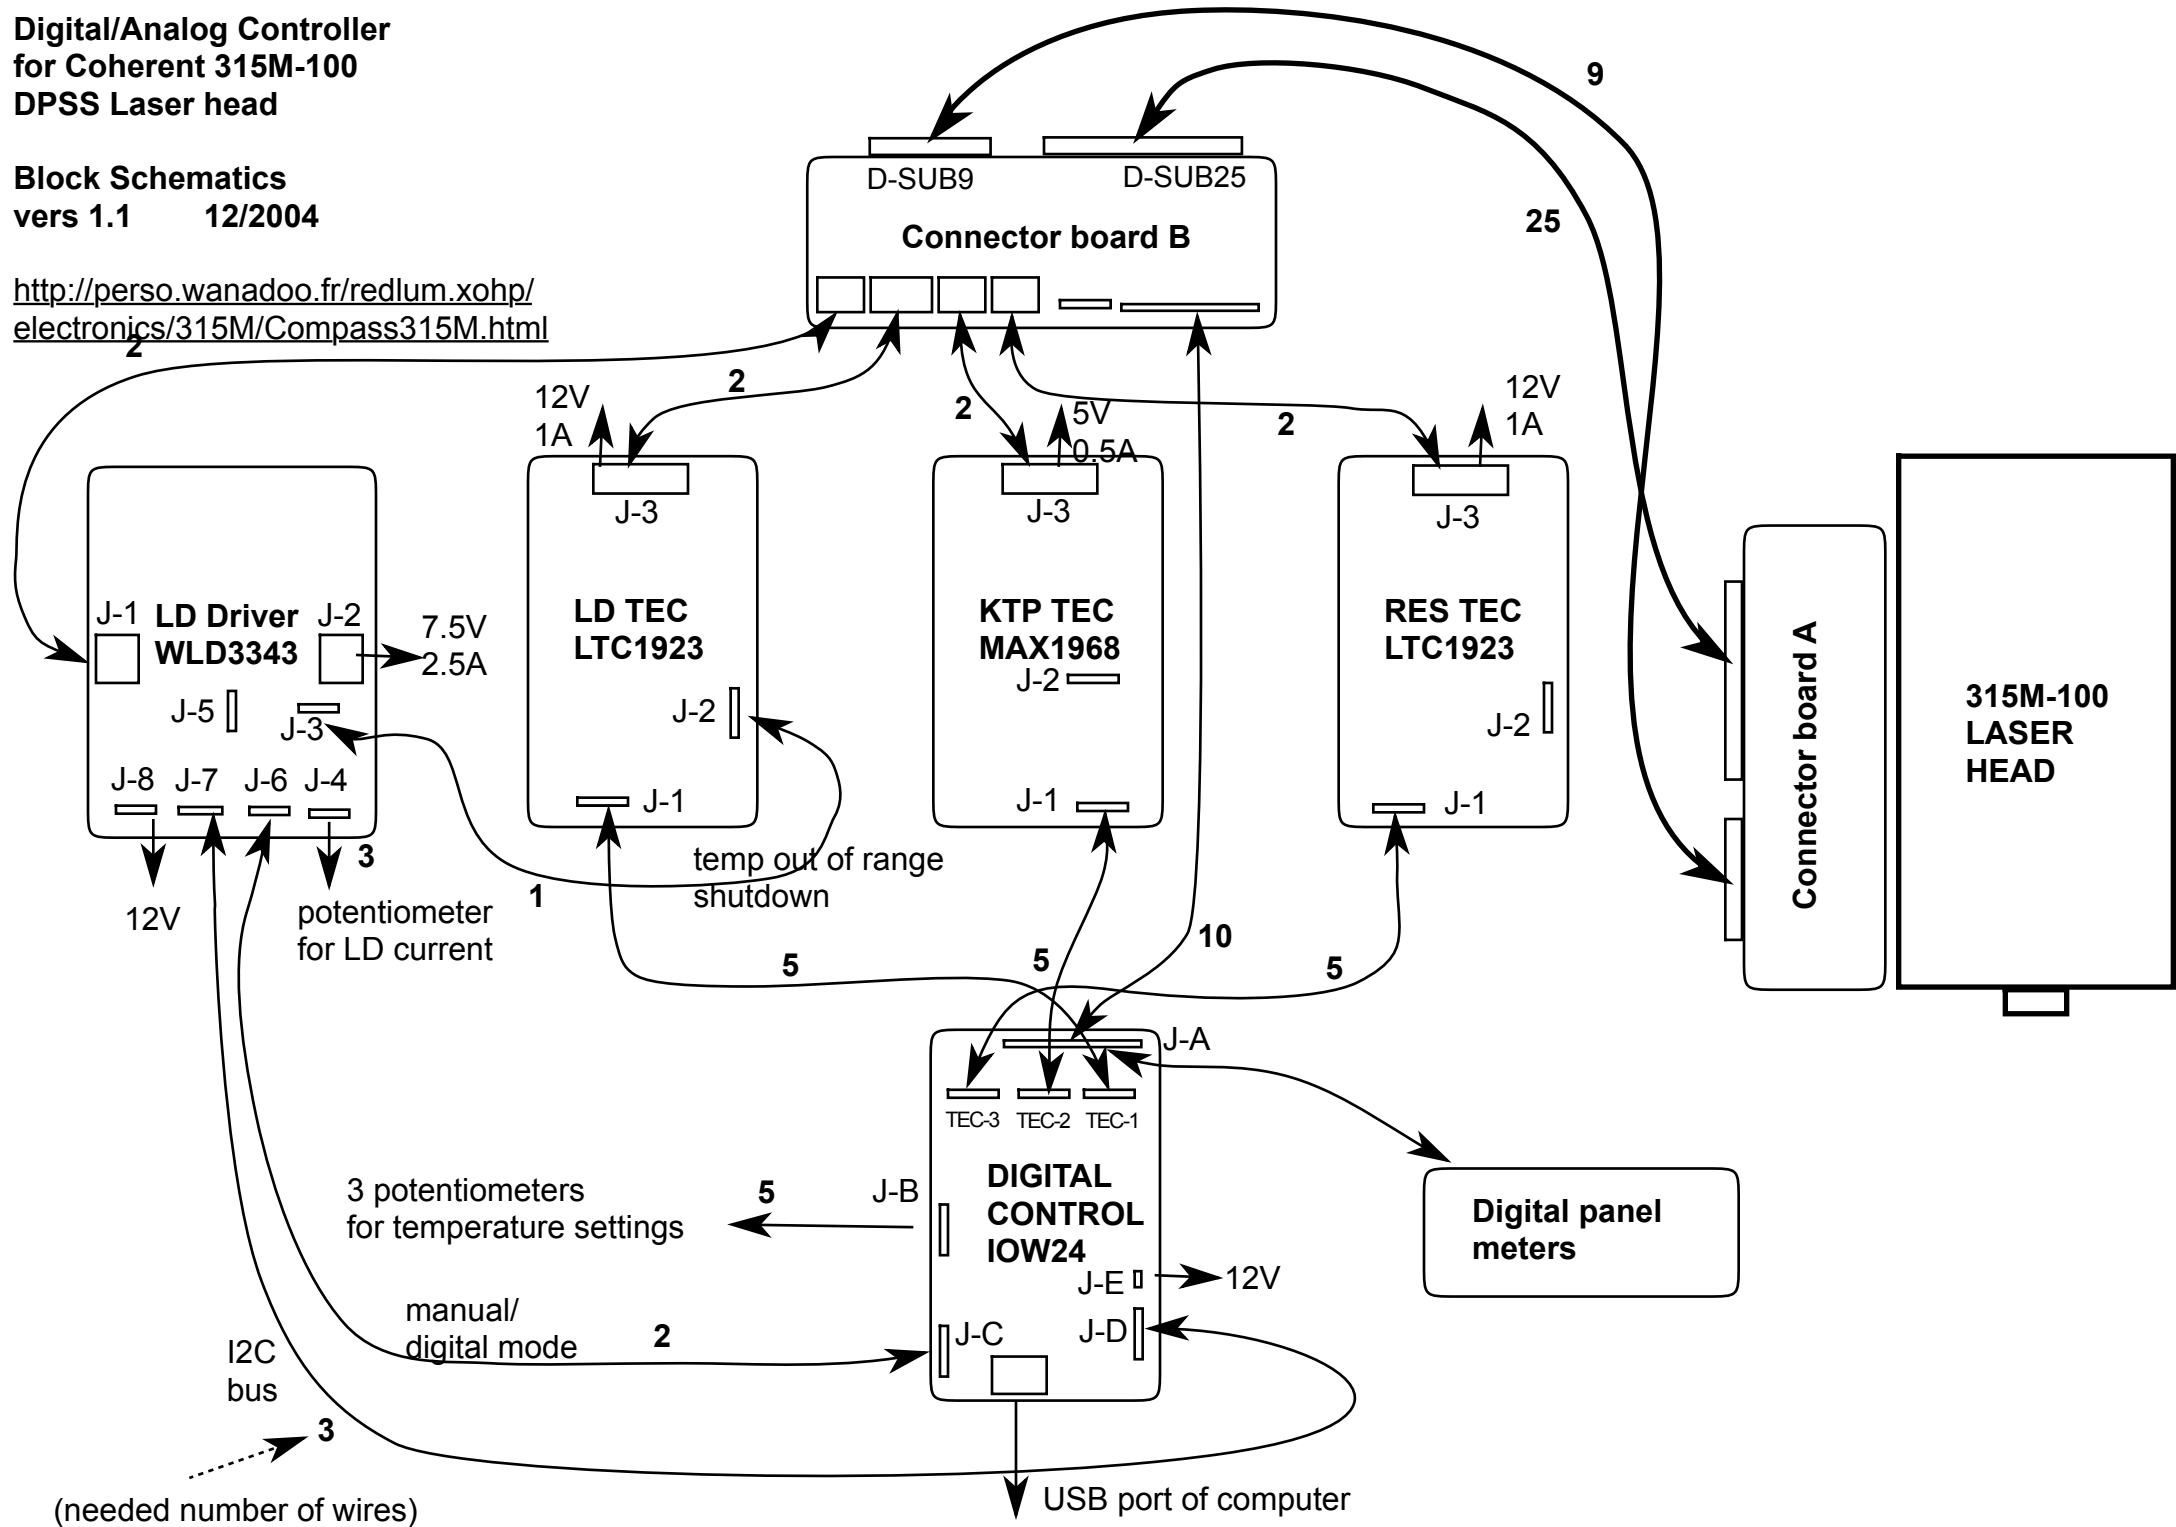 Digital/Analog Controller
for Coherent 315M-100
DPSS Laser head
Block Schematics
vers 1.1 12/2004
http://perso.wanadoo.fr/redlum.xohp/
electronics/315M/Compass315M.html
9
25
D-SUB9
D-SUB25
Connector board B
2
2
2
2
12V
1A
5V
0.5A
12V
1A
J-1
LD Driver
WLD3343
J-2
7.5V
2.5A
J-5
J-3
J-8
J-7
J-6
J-4
12V
3
potentiometer
for LD current
J-3
LD TEC
LTC1923
J-2
J-1
temp out of range
shutdown
1
J-3
KTP TEC
MAX1968
J-2
J-1
J-3
RES TEC
LTC1923
J-2
J-1
Connector board A
315M-100
LASER
HEAD
5
5
10
5
J-A
TEC-3
TEC-2
TEC-1
DIGITAL
CONTROL
IOW24
J-B
5
3 potentiometers
for temperature settings
J-E
12V
J-D
J-C
Digital panel
meters
manual/
digital mode
2
I2C
bus
3
(needed number of wires)
USB port of computer